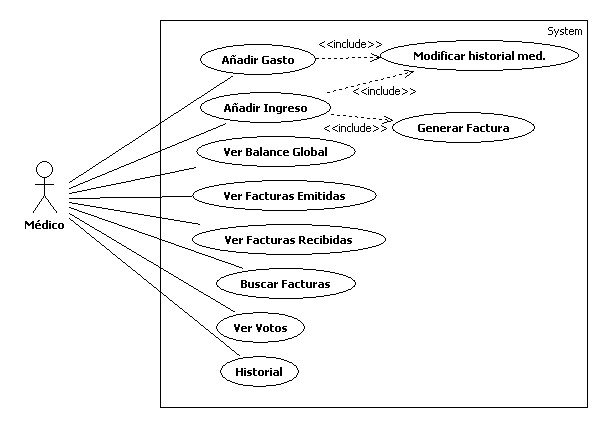 System
<<include>>
Añadir Gasto
Modificar historial med.
<<include>>
Añadir Ingreso
<<include>>
Generar Factura
Ver Balance Global
Ver Facturas Emitidas
Médico
Ver Facturas Recibidas
Buscar Facturas
Ver Votos
Historial